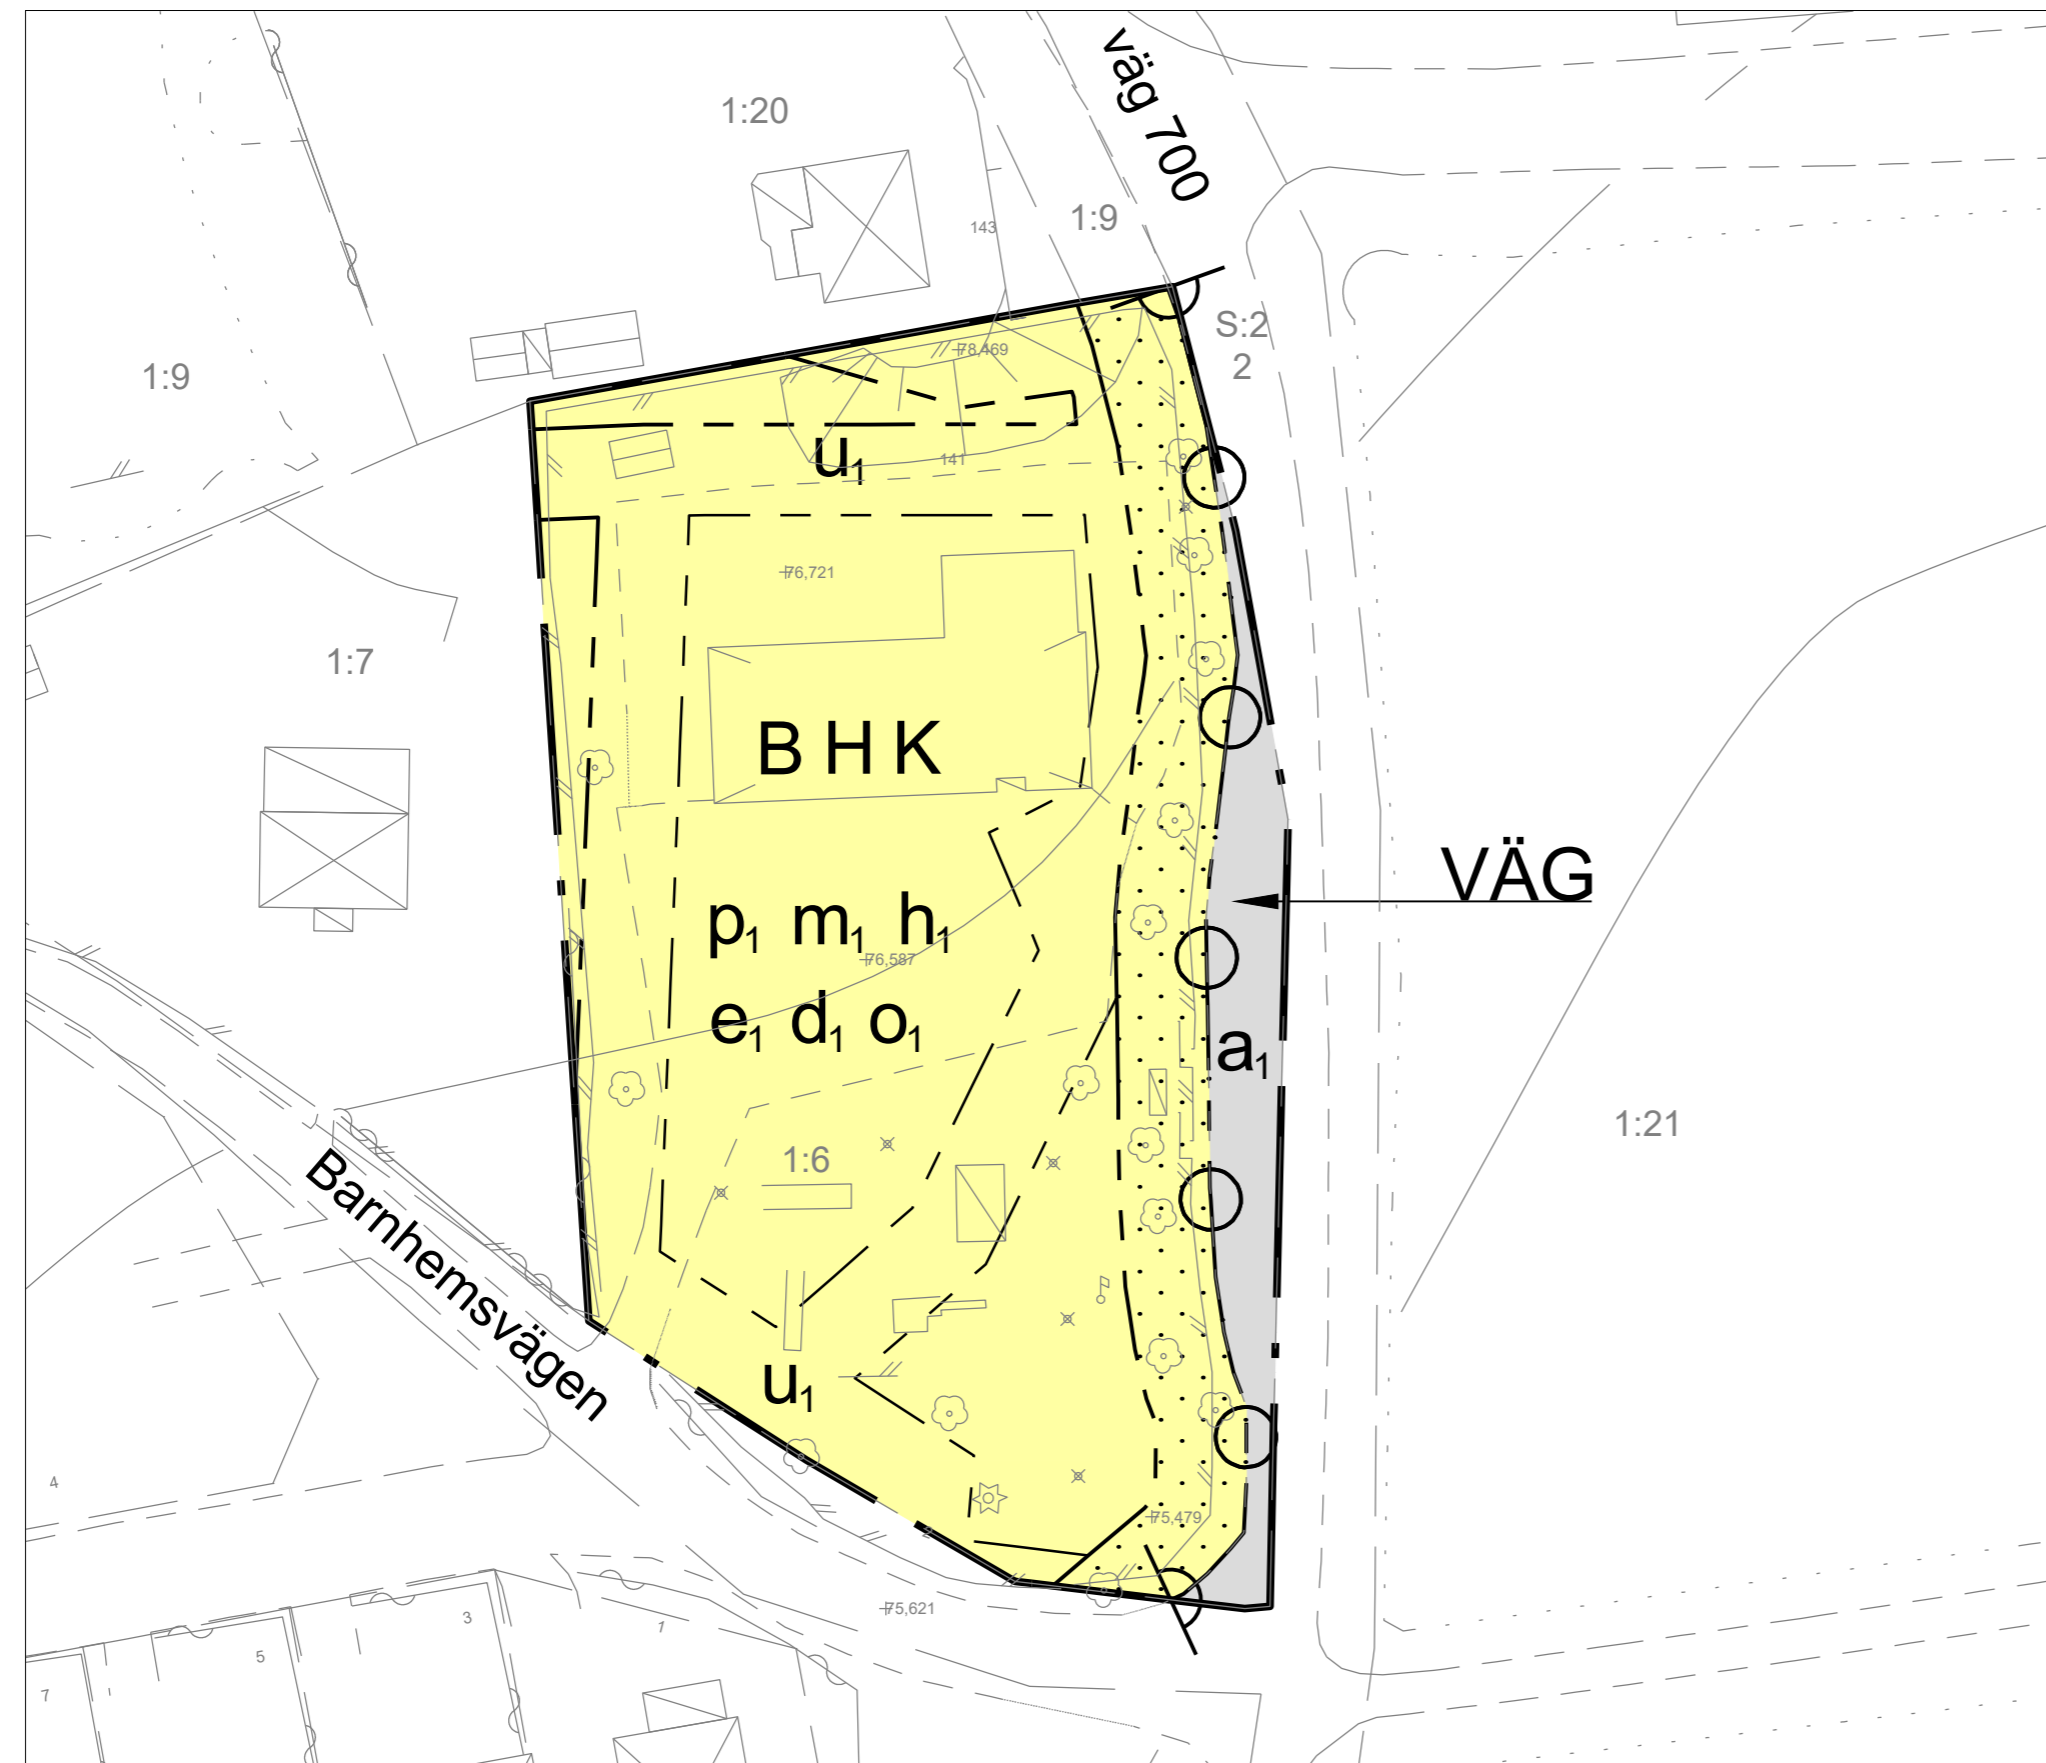 väg 700
1:20
1:9
143
S:2
2
78,469
1:9
u₁
141
76,721
1:7
B H K
VÄG
p₁ m₁ h₁
76,587
e₁ d₁ o₁
a₁
1:21
1:6
Barnhemsvägen
u₁
4
75,479
75,621
3
1
5
7